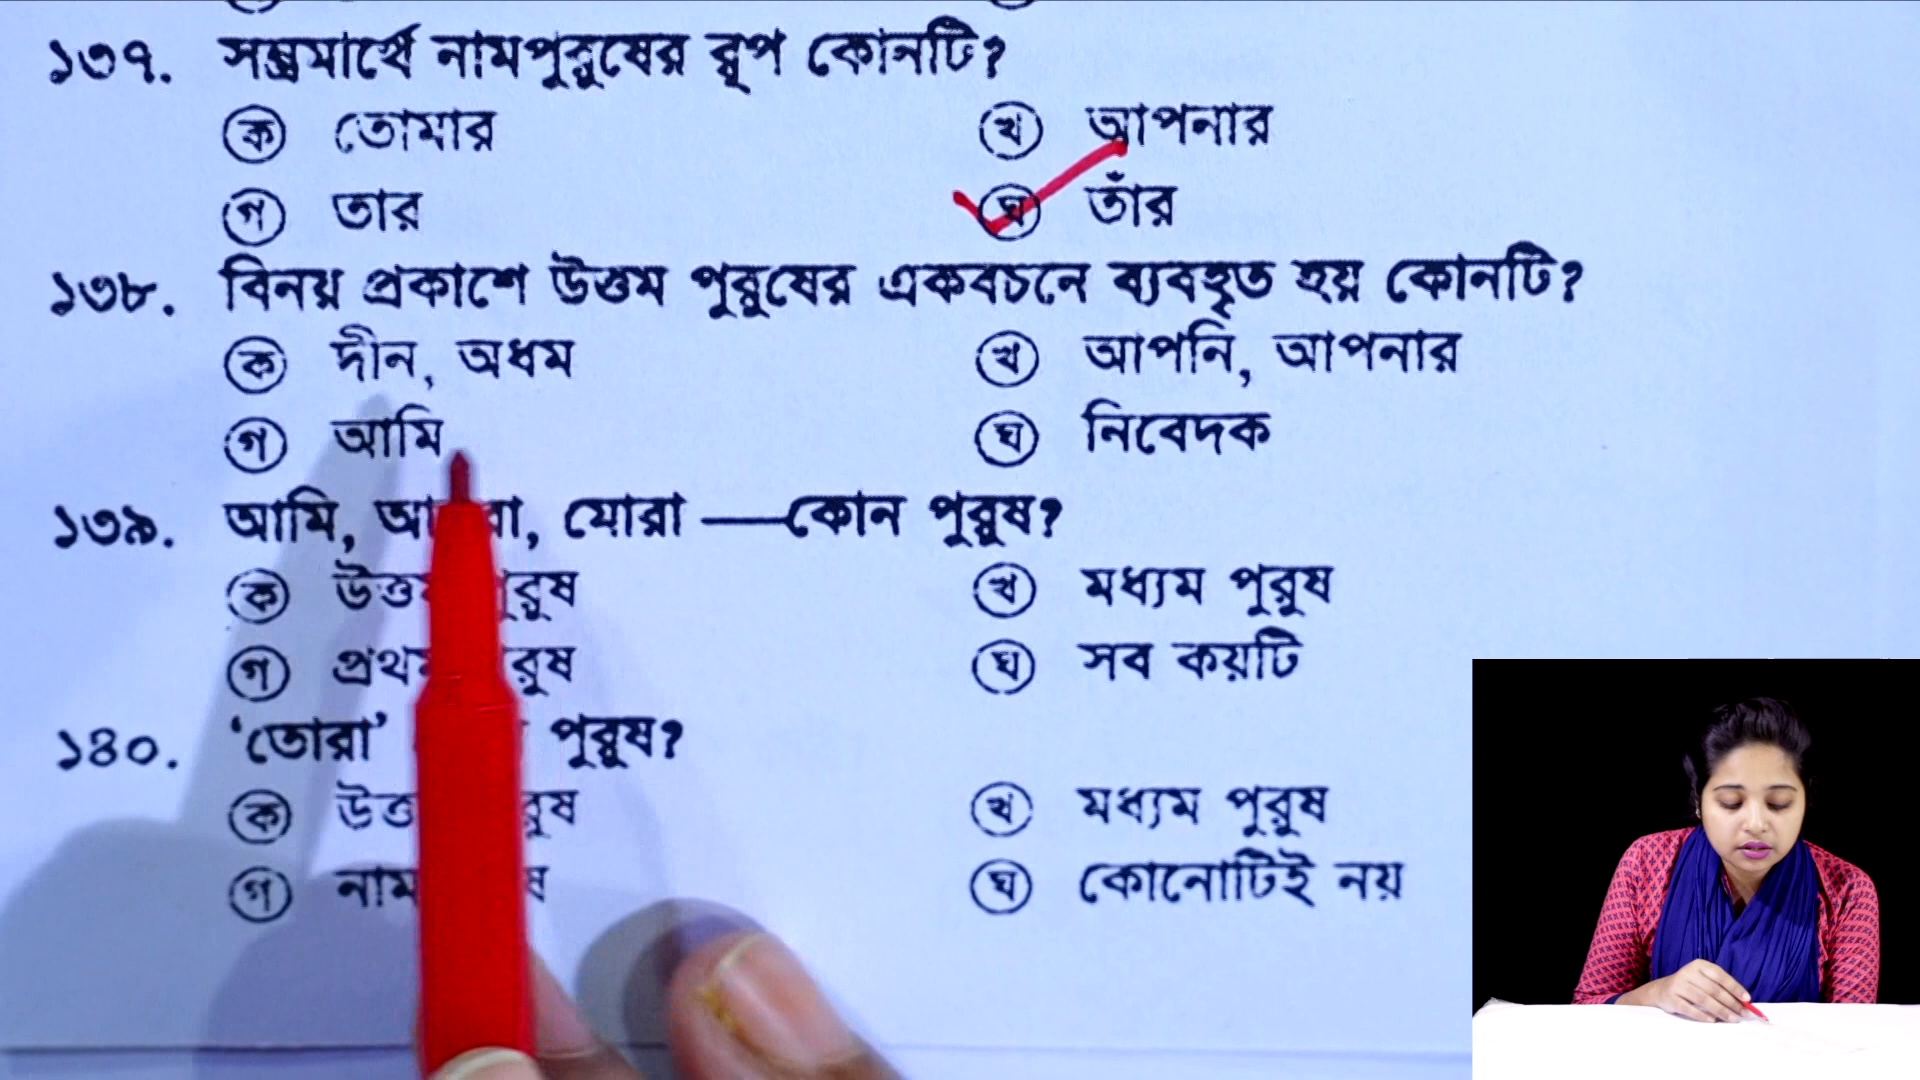 ১৩৭. সম্ভ্রমার্থে নামপুরুষের রূপ কোনটি?
ক তোমার খ আপনার
গ তার ঘ তাঁর
১৩৮. বিনয় প্রকাশে উত্তম পুরুষের একবচনে ব্যবহৃত হয় কোনটি?
ক দীন, অধম খ আপনি, আপনার
গ আমি ঘ নিবেদক
১৩৯. আমি, মোরা —কোন পুরুষ?
ক খ মধ্যম পুরুষ
গ ঘ সব কয়টি
১৪০. ‘তোরা’ পুরুষ?
ক খ মধ্যম পুরুষ
গ ঘ কোনোটিই নয়